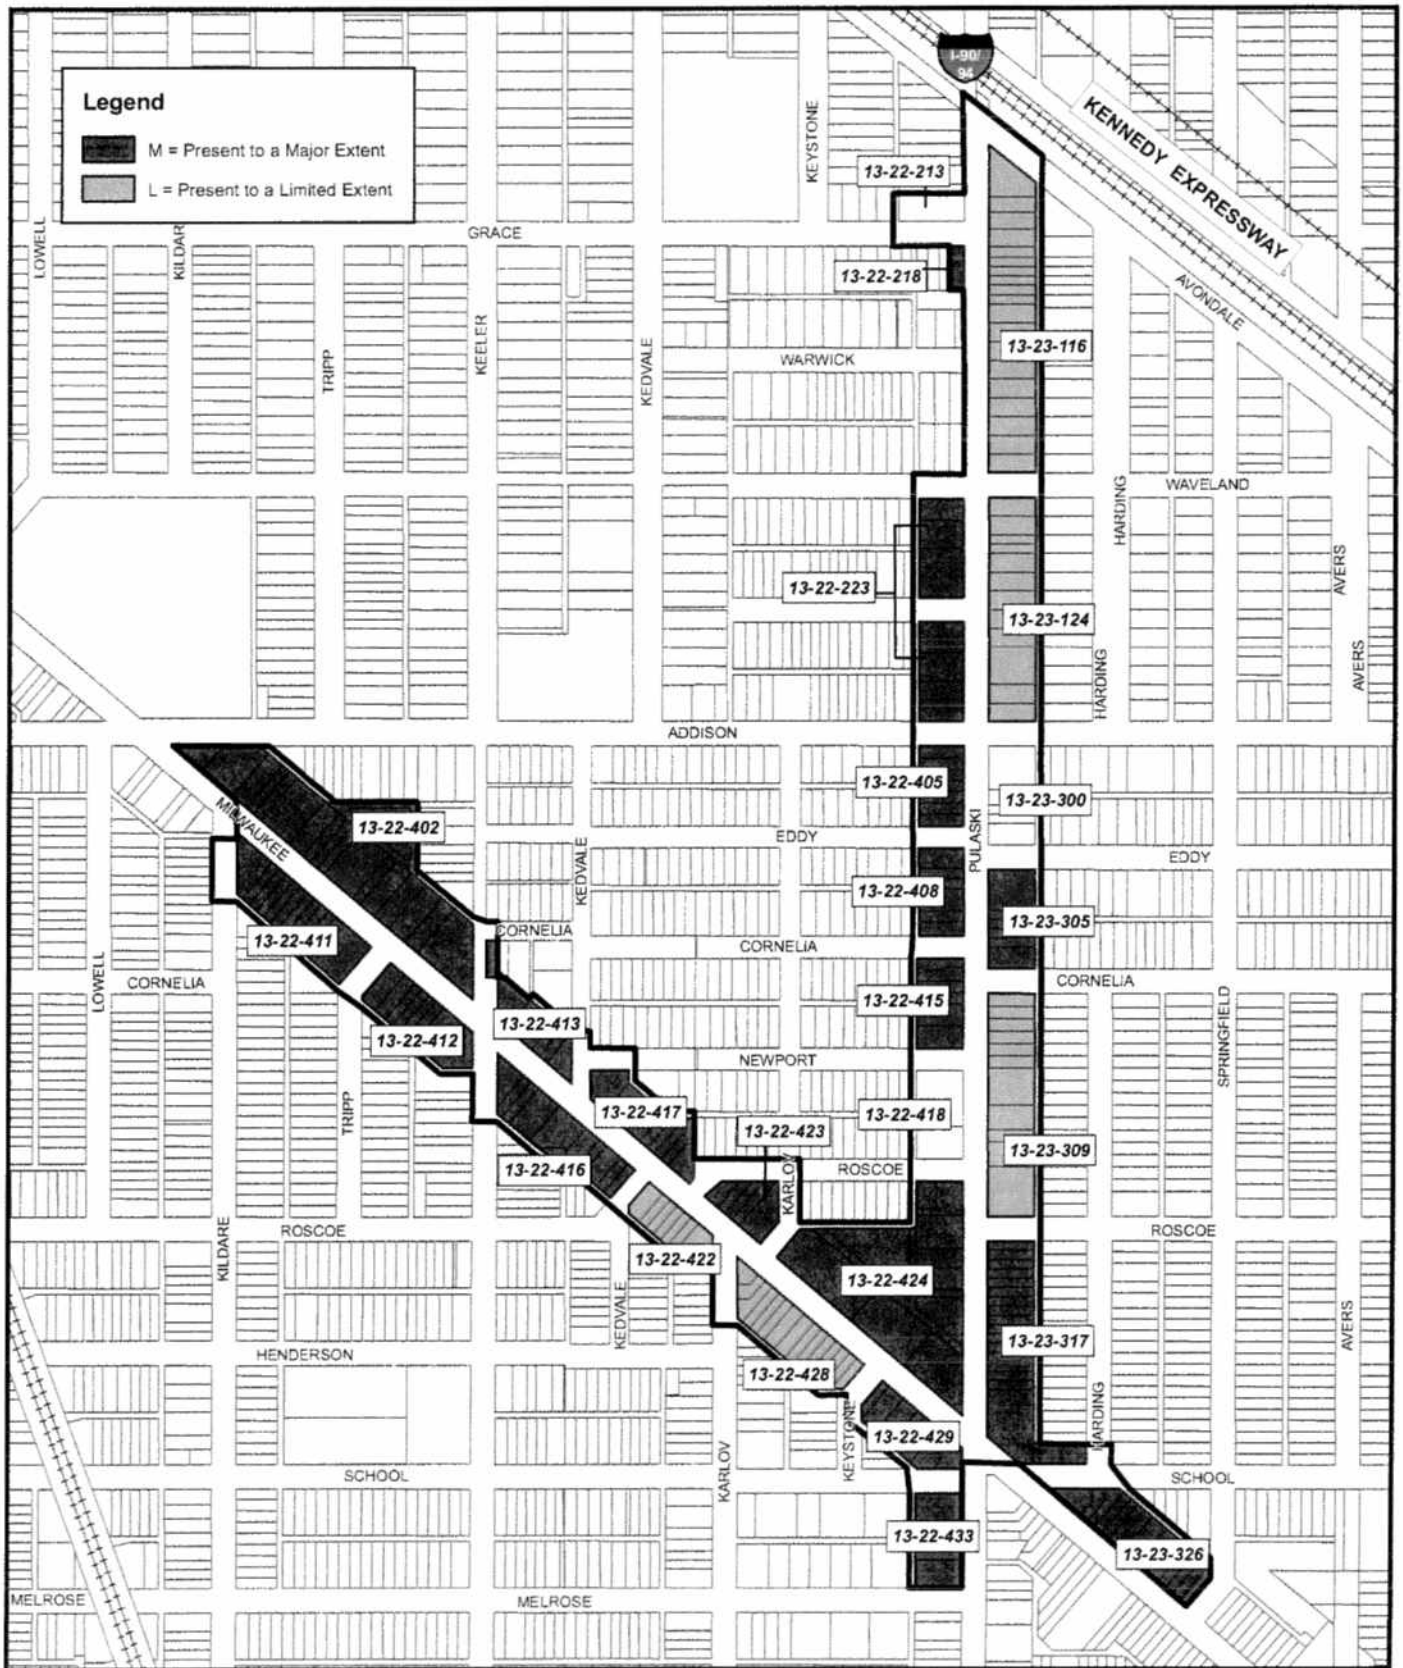 I-90/
94
KENNEDY EXPRESSWAY
Legend
M = Present to a Major Extent
L = Present to a Limited Extent
KEYSTONE
13-22-213
LOWELL
KILDAR
GRACE
13-22-218
AVONDALE
13-23-116
TRIPP
KEELER
KEDVALE
WARWICK
HARDING
WAVELAND
AVERS
13-22-223
13-23-124
HARDING
AVERS
ADDISON
13-22-405
13-23-300
MILWAUKEE
13-22-402
EDDY
PULASKI
EDDY
KEDVALE
13-22-408
13-23-305
13-22-411
CORNELIA
CORNELIA
LOWELL
CORNELIA
CORNELIA
13-22-415
13-22-412
13-22-413
NEWPORT
SPRINGFIELD
TRIPP
13-22-417
13-22-418
13-22-423
13-22-416
KARLOV
ROSCOE
13-23-309
KILDARE
ROSCOE
ROSCOE
13-22-422
13-22-424
KEDVALE
HENDERSON
13-23-317
AVERS
13-22-428
HARDING
KEYSTONE
13-22-429
SCHOOL
KARLOV
SCHOOL
13-22-433
13-23-326
MELROSE
MELROSE